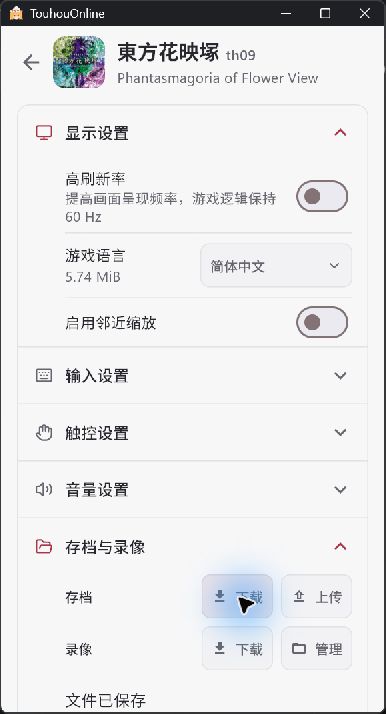 TouhouOnline
東方花映塚 th09
Phantasmagoria of Flower View
显示设置
高刷新率
提高画面呈现频率，游戏逻辑保持
60 Hz
游戏语言
5.74 MiB
简体中文
启用邻近缩放
输入设置
触控设置
音量设置
存档与录像
存档
下载
上传
录像
下载
管理
文件已保存